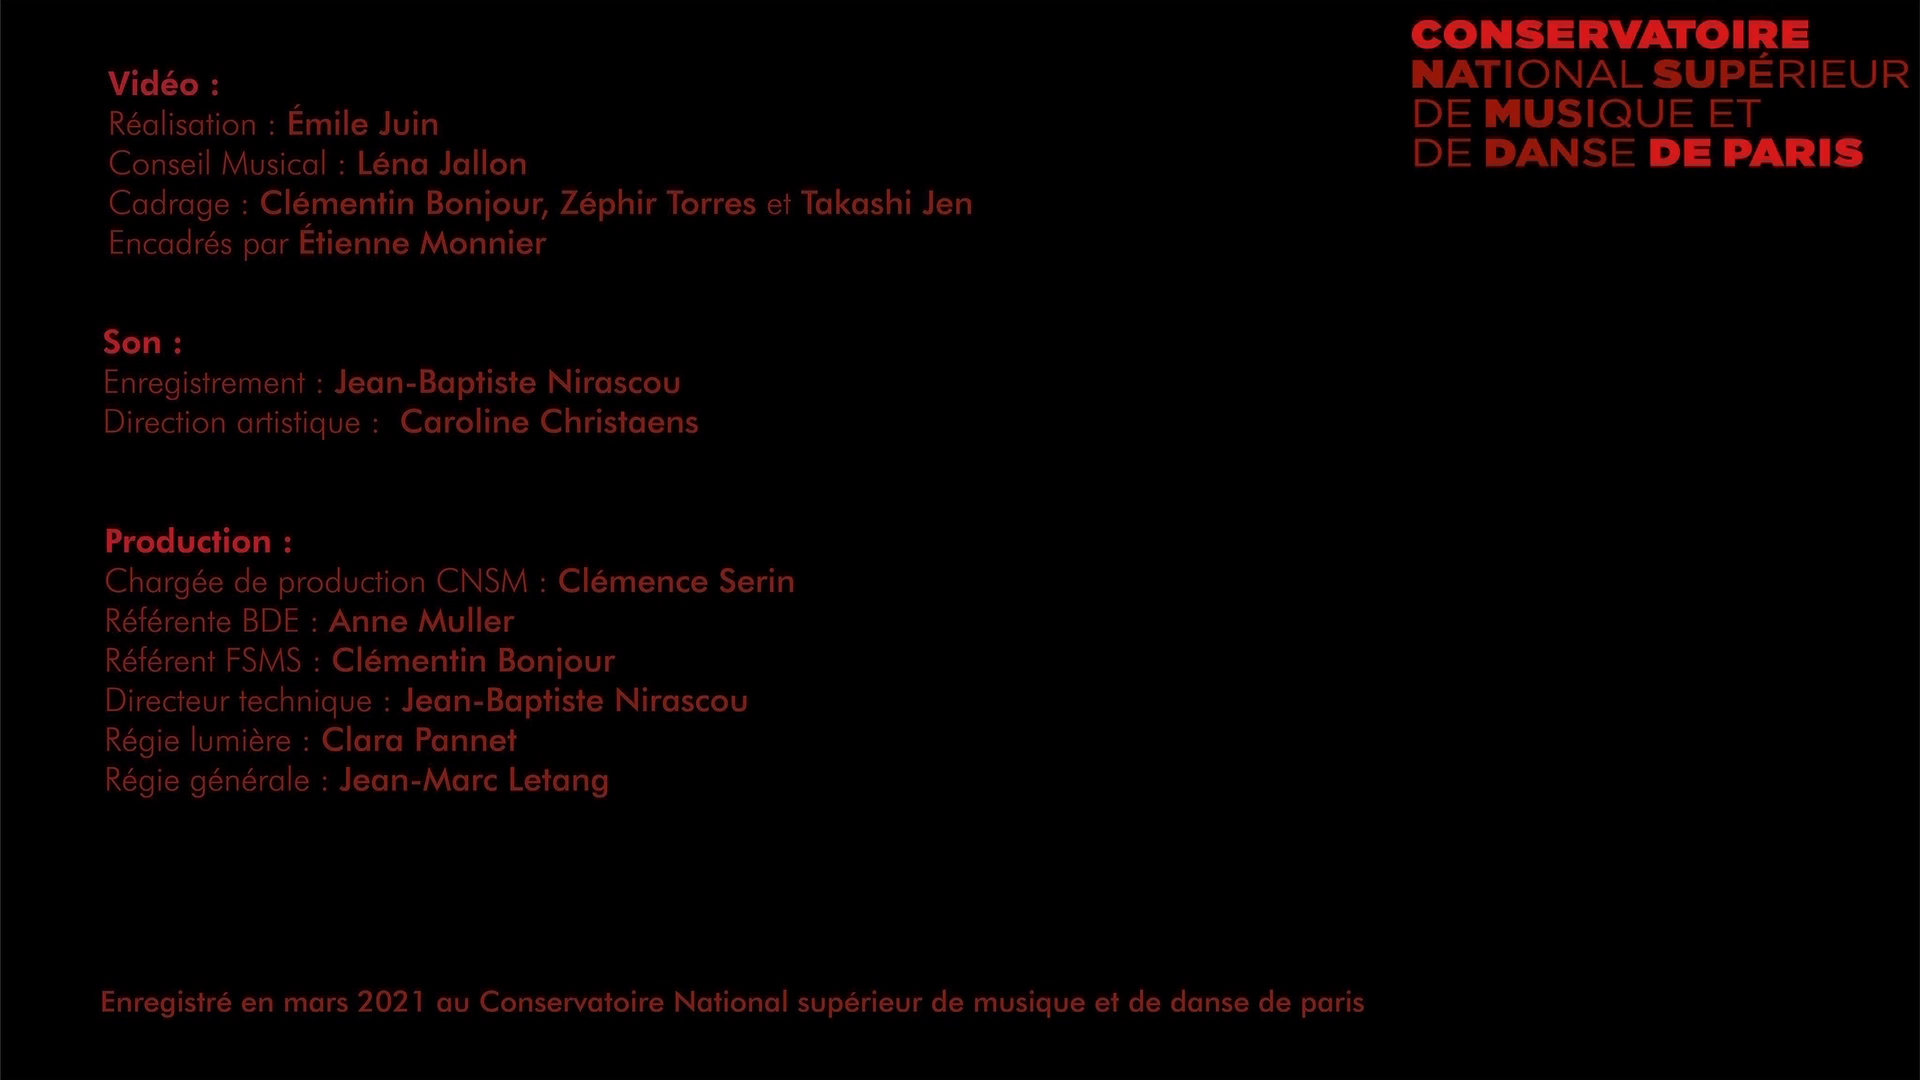 CONSERVATOIRE
NATIONAL SUPÉRIEUR
DE MUSIQUE ET
DE DANSE DE PARIS
Vidéo :
Réalisation : Émile Juin
Conseil Musical : Léna Jallon
Cadrage : Clémentin Bonjour, Zéphir Torres et Takashi Jen
Encadrés par Étienne Monnier
Son :
Enregistrement : Jean-Baptiste Nirascou
Direction artistique : Caroline Christaens
Production :
Chargée de production CNSM : Clémence Serin
Référente BDE : Anne Muller
Référent FSMS : Clémentin Bonjour
Directeur technique : Jean-Baptiste Nirascou
Régie lumière : Clara Pannet
Régie générale : Jean-Marc Letang
Enregistré en mars 2021 au Conservatoire National supérieur de musique et de danse de paris